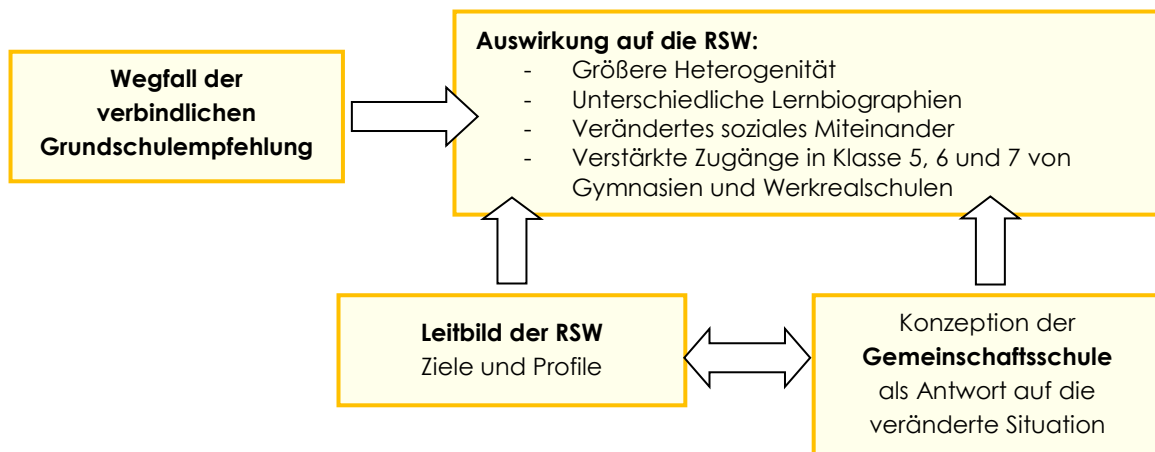 Wegfall der
verbindlichen
Grundschulempfehlung
Auswirkung auf die RSW:
- Größere Heterogenität
- Unterschiedliche Lernbiographien
- Verändertes soziales Miteinander
- Verstärkte Zugänge in Klasse 5, 6 und 7 von
Gymnasien und Werkrealschulen
Leitbild der RSW
Ziele und Profile
Konzeption der
Gemeinschaftsschule
als Antwort auf die
veränderte Situation